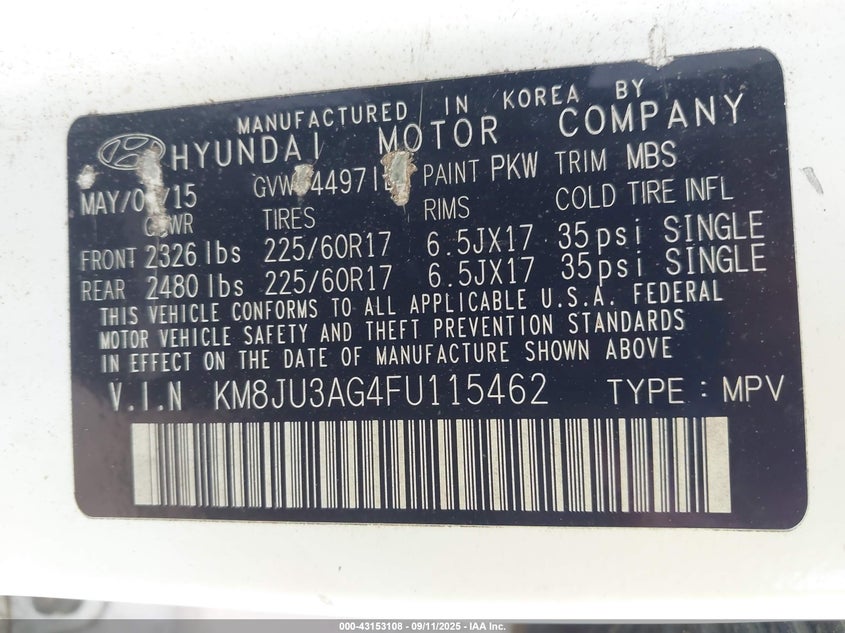 MANUFACTURED IN KOREA BY
HYUNDAI MOTOR COMPANY
MAY/ /15 4497 PAINT PKW TRIM MBS
TIRES RIMS COLD TIRE INFL
FRONT 2326 lbs 225/60R17 6.5JX17 35psi SINGLE
REAR 2480 lbs 225/60R17 6.5JX17 35psi SINGLE
THIS VEHICLE CONFORMS TO ALL APPLICABLE U.S.A. FEDERAL
MOTOR VEHICLE SAFETY AND THEFT PREVENTION STANDARDS
IN EFFECT ON THE DATE OF MANUFACTURE SHOWN ABOVE
V.I.N KM8JU3AG4FU115462 TYPE: MPV
000-43153108 - 09/11/2025 - IAA Inc.